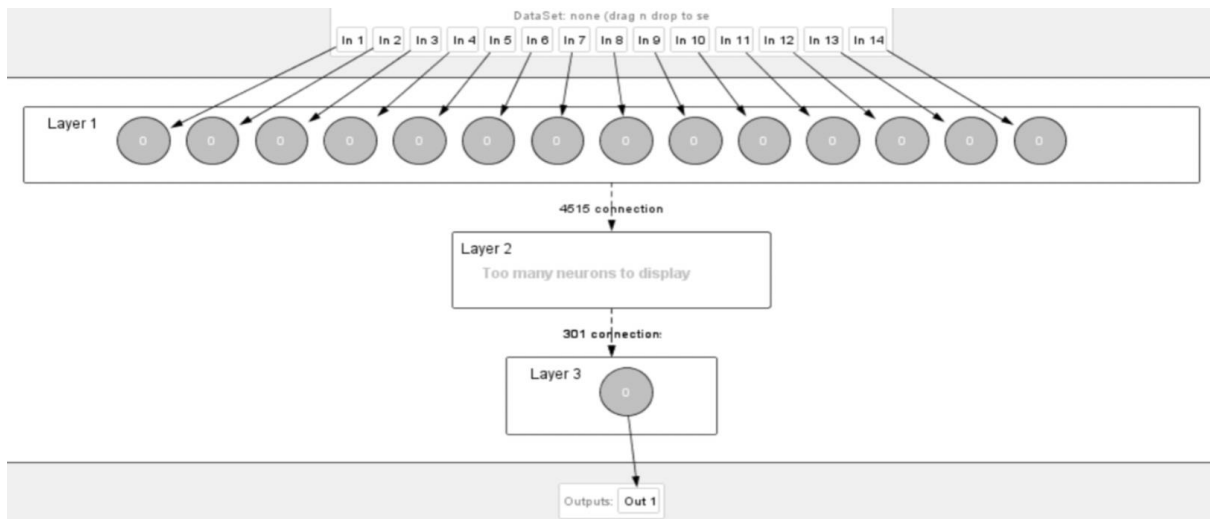 DataSet: none (drag n drop to se
In 1 In 2 In 3 In 4 In 5 In 6 In 7 In 8 In 9 In 10 In 11 In 12 In 13 In 14
Layer 1
0 0 0 0 0 0 0 0 0 0 0 0 0 0
4515 connection
Layer 2
Too many neurons to display
301 connection:
Layer 3
0
Outputs: Out 1